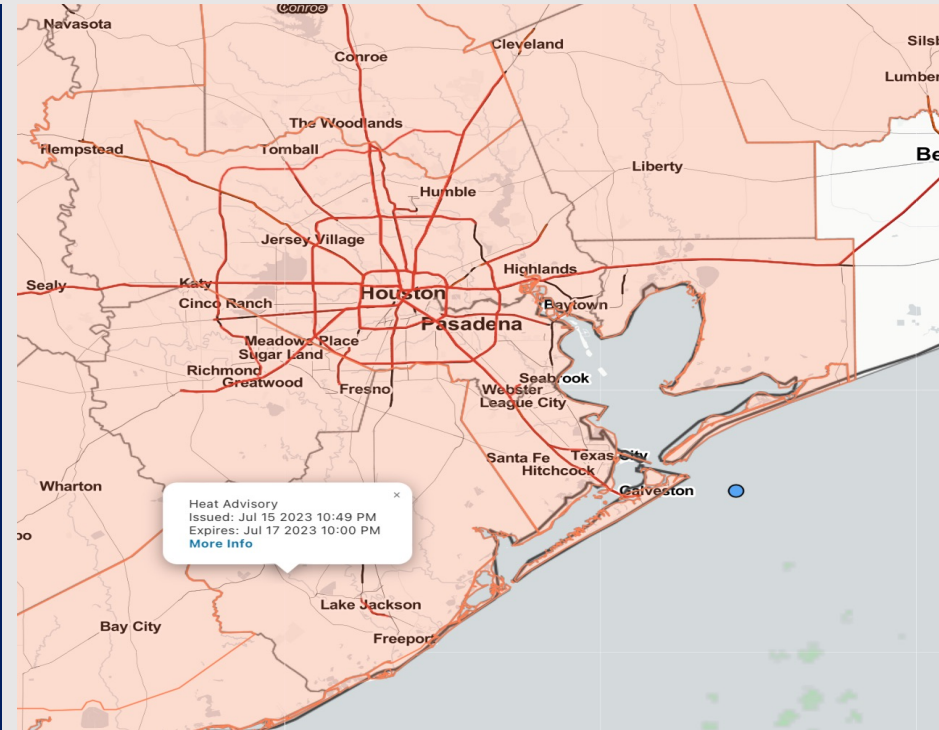 Conroe
Navasota
Cleveland
Conroe
The Woodlands
Hempstead
Tomball
Liberty
Humble
Jersey Village
Highlands
Sealy
Katy
Houston
Cinco Ranch
Baytown
Pasadena
Meadows Place
Sugar Land
Richmond
Greatwood
Fresno
Seabrook
Webster
League City
Santa Fe
Texas City
Hitchcock
Wharton
Galveston
×
Heat Advisory
Issued: Jul 15 2023 10:49 PM
Expires: Jul 17 2023 10:00 PM
More Info
Lake Jackson
Bay City
Freeport